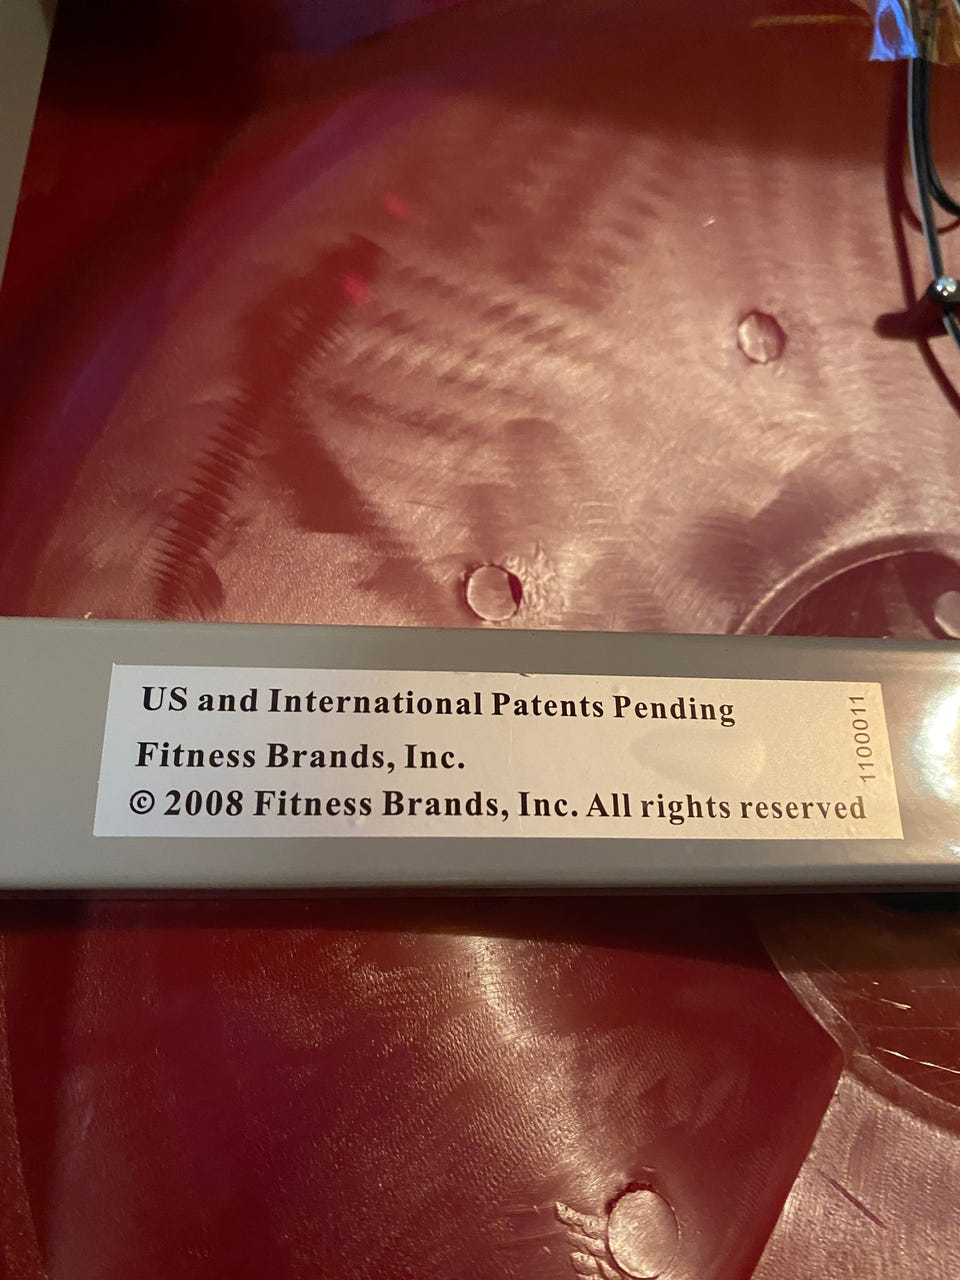 US and International Patents Pending
Fitness Brands, Inc.
© 2008 Fitness Brands, Inc. All rights reserved
1100011